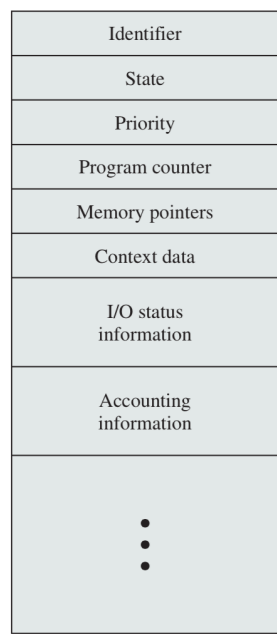 Identifier
State
Priority
Program counter
Memory pointers
Context data
I/O status
information
Accounting
information